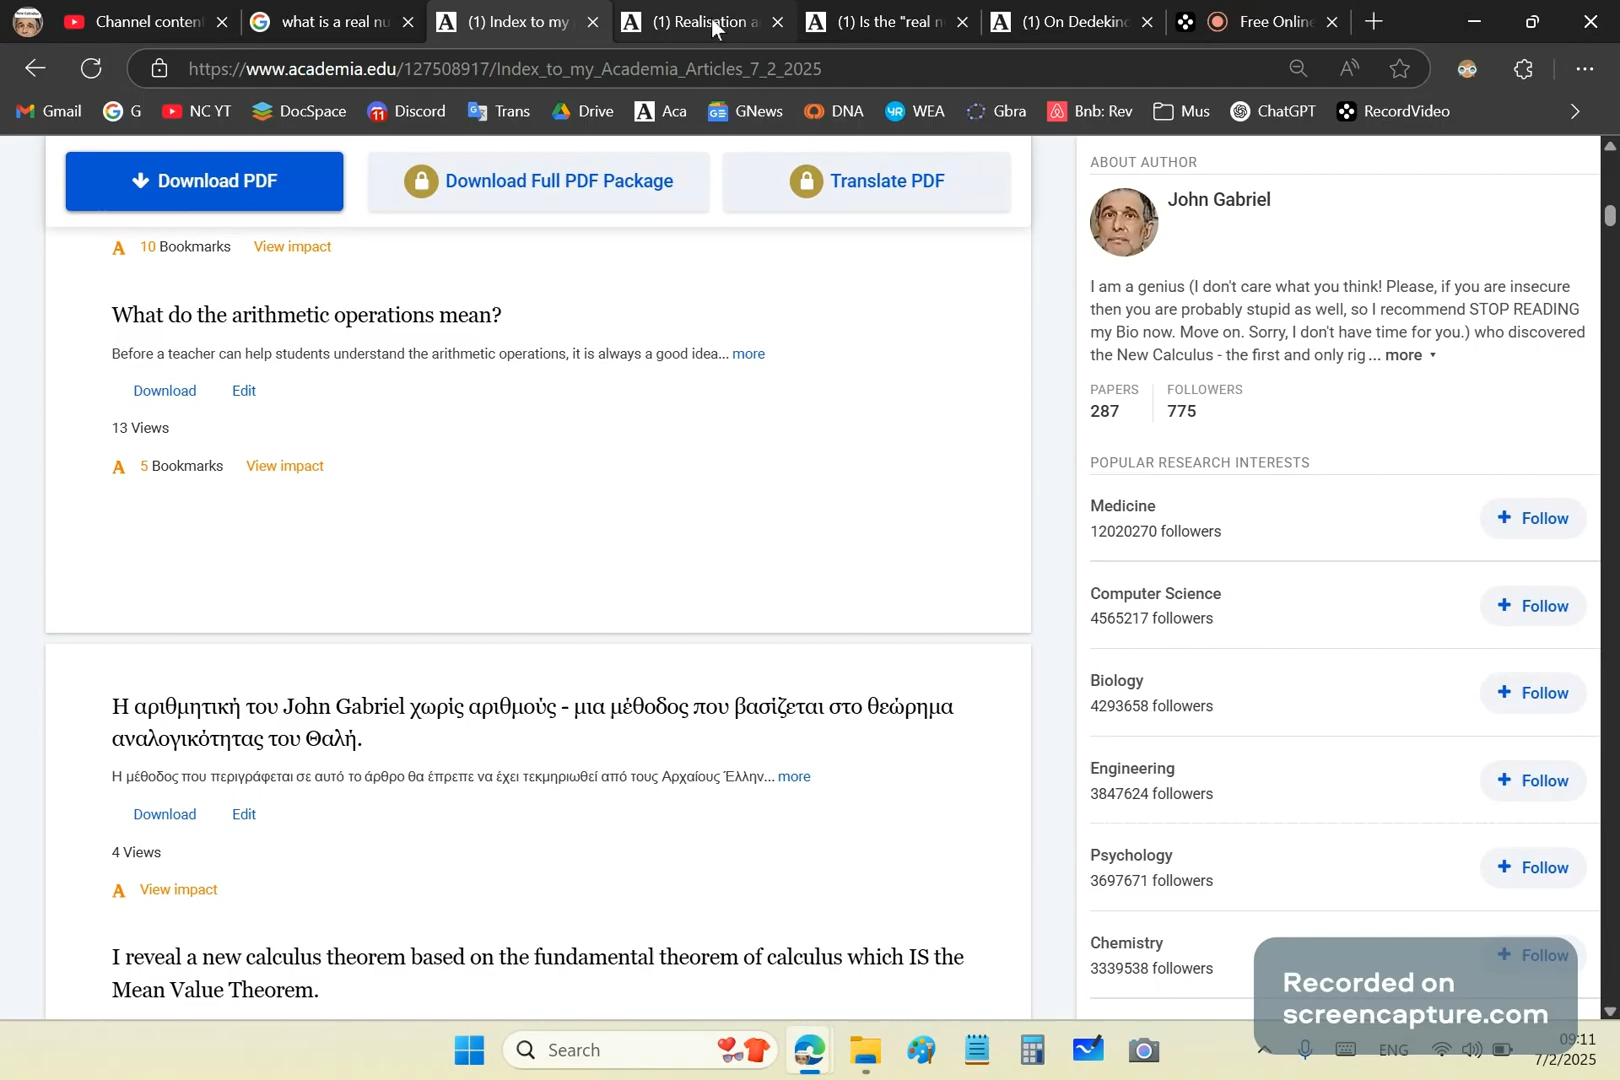 Channel conten
what is a real nu
(1) Index to my
(1) Realisation a
(1) Is the "real n
(1) On Dedekin
Free Online
https://www.academia.edu/127508917/Index_to_my_Academia_Articles_7_2_2025
Gmail
G
NC YT
DocSpace
Discord
Trans
Drive
Aca
GNews
DNA
WEA
Gbra
Bnb: Rev
Mus
ChatGPT
RecordVideo
Download PDF
Download Full PDF Package
Translate PDF
10 Bookmarks View impact
What do the arithmetic operations mean?
Before a teacher can help students understand the arithmetic operations, it is always a good idea... more
Download Edit
13 Views
5 Bookmarks View impact
Η αριθμητική του John Gabriel χωρίς αριθμούς - μια μέθοδος που βασίζεται στο θεώρημα
αναλογικότητας του Θαλή.
Η μέθοδος που περιγράφεται σε αυτό το άρθρο θα έπρεπε να έχει τεκμηριωθεί από τους Αρχαίους Έλλην... more
Download Edit
4 Views
View impact
I reveal a new calculus theorem based on the fundamental theorem of calculus which IS the
Mean Value Theorem.
ABOUT AUTHOR
John Gabriel
I am a genius (I don't care what you think! Please, if you are insecure
then you are probably stupid as well, so I recommend STOP READING
my Bio now. Move on. Sorry, I don't have time for you.) who discovered
the New Calculus - the first and only rig ... more
PAPERS FOLLOWERS
287 775
POPULAR RESEARCH INTERESTS
Medicine
12020270 followers
Follow
Computer Science
4565217 followers
Follow
Biology
4293658 followers
Follow
Engineering
3847624 followers
Follow
Psychology
3697671 followers
Follow
Chemistry
3339538 followers
Follow
Recorded on
screencapture.com
Search
ENG
09:11
7/2/2025